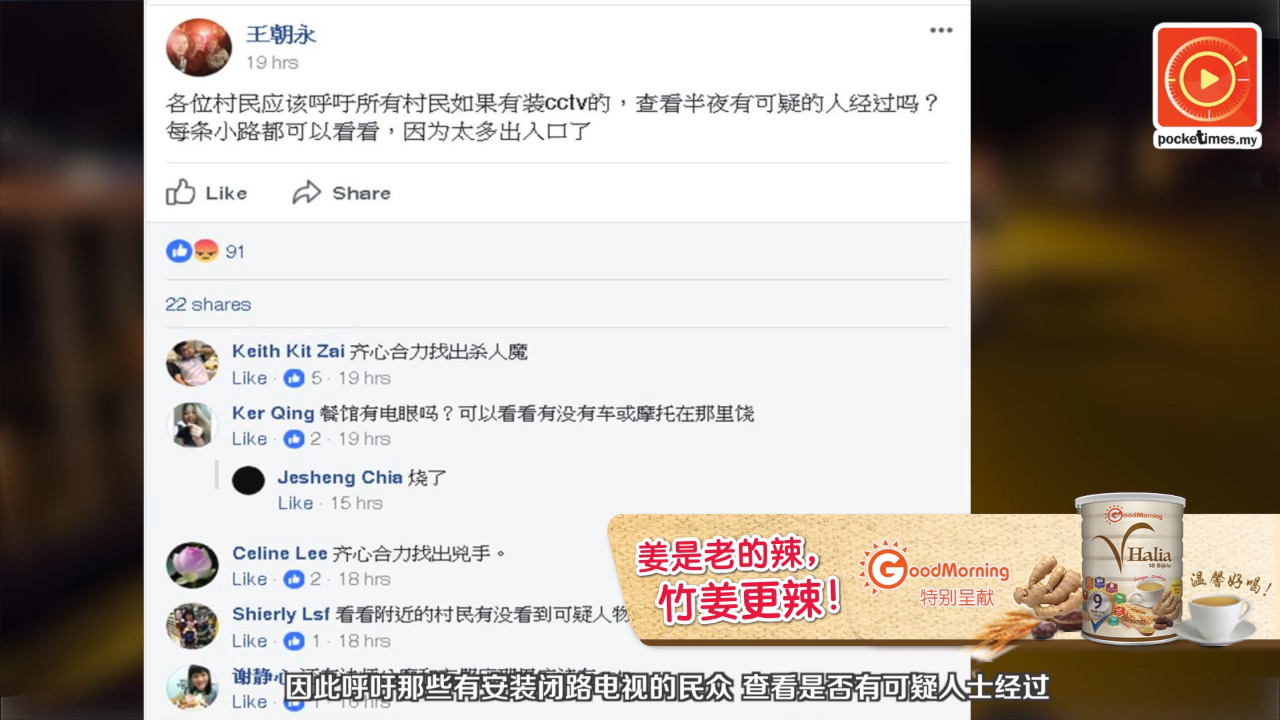 王朝永
19 hrs
各位村民应该呼吁所有村民如果有装cctv的，查看半夜有可疑的人经过吗？
每条小路都可以看看，因为太多出入口了
Like Share
91
22 shares
Keith Kit Zai 齐心合力找出杀人魔
Like · 5 · 19 hrs
Ker Qing 餐馆有电眼吗？可以看看有没有车或摩托在那里饶
Like · 2 · 19 hrs
Jesheng Chia 烧了
Like · 15 hrs
Celine Lee 齐心合力找出兇手。
Like · 2 · 18 hrs
Shierly Lsf 看看附近的村民有没看到可疑人物
Like · 1 · 18 hrs
谢静心
Like
pocketimes.my
姜是老的辣，
竹姜更辣！
GoodMorning
特别呈献
GoodMorning
VHalia
18 Bijirin
9
温馨好喝！
因此呼吁那些有安装闭路电视的民众 查看是否有可疑人士经过